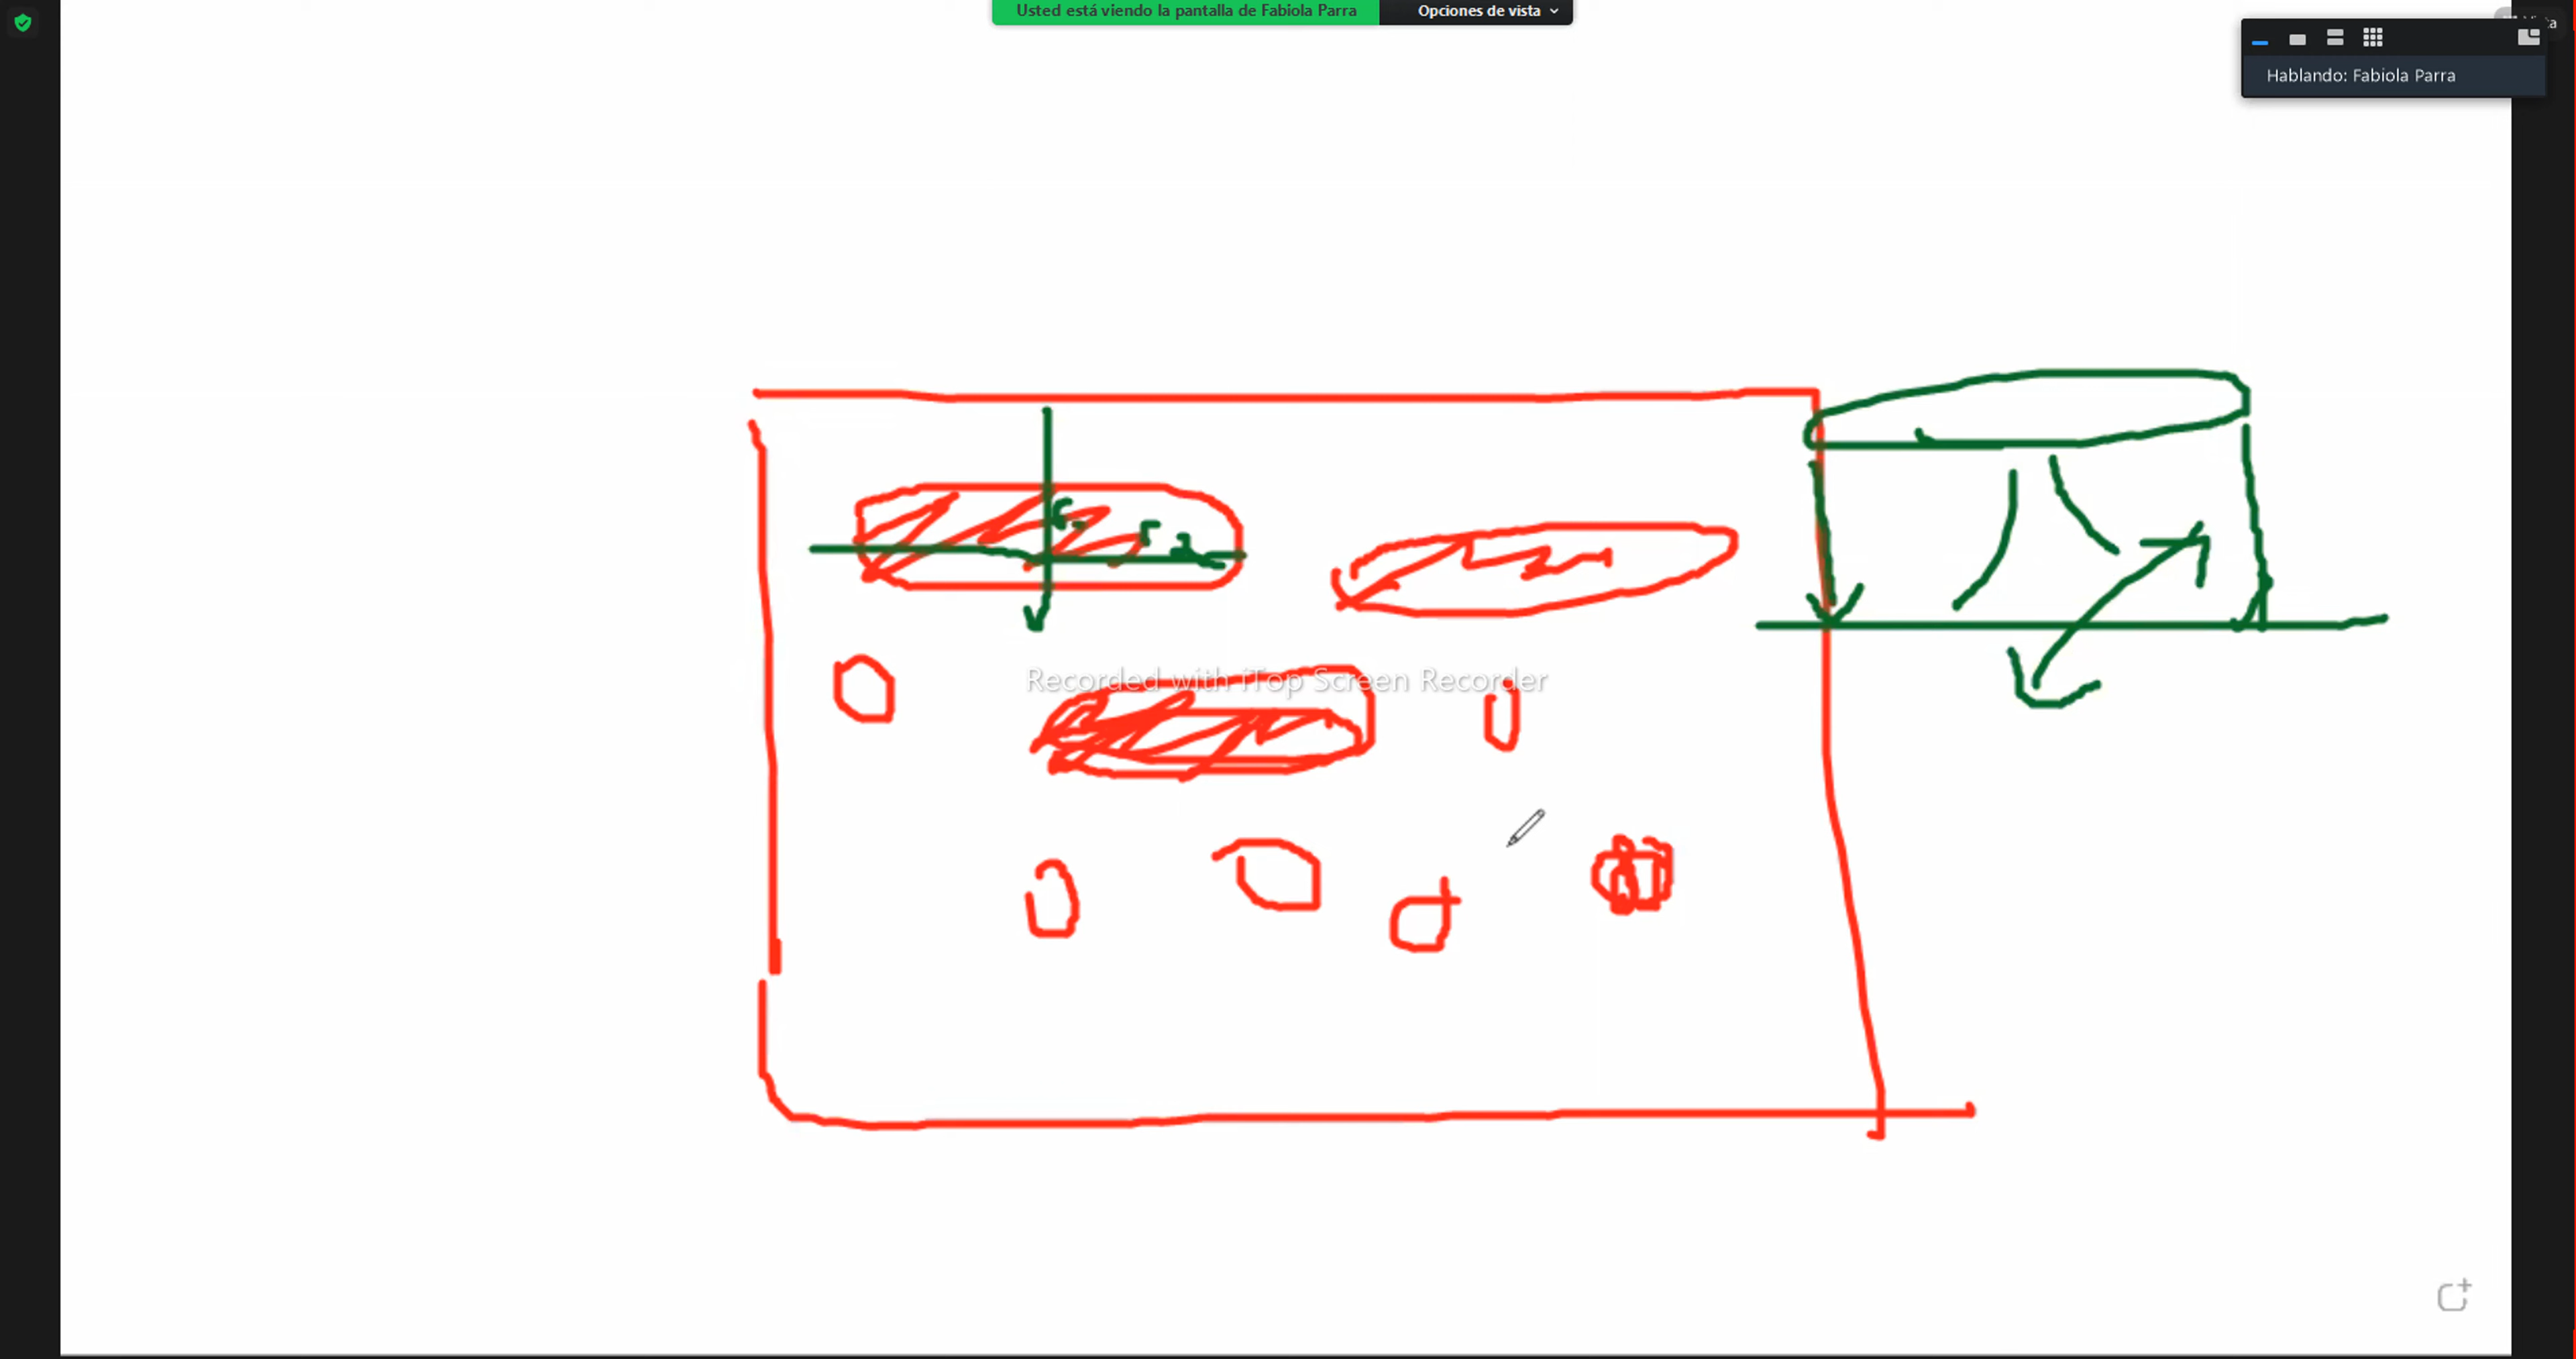 Usted está viendo la pantalla de Fabiola Parra
Opciones de vista
Hablando: Fabiola Parra
Recorded with iTop Screen Recorder